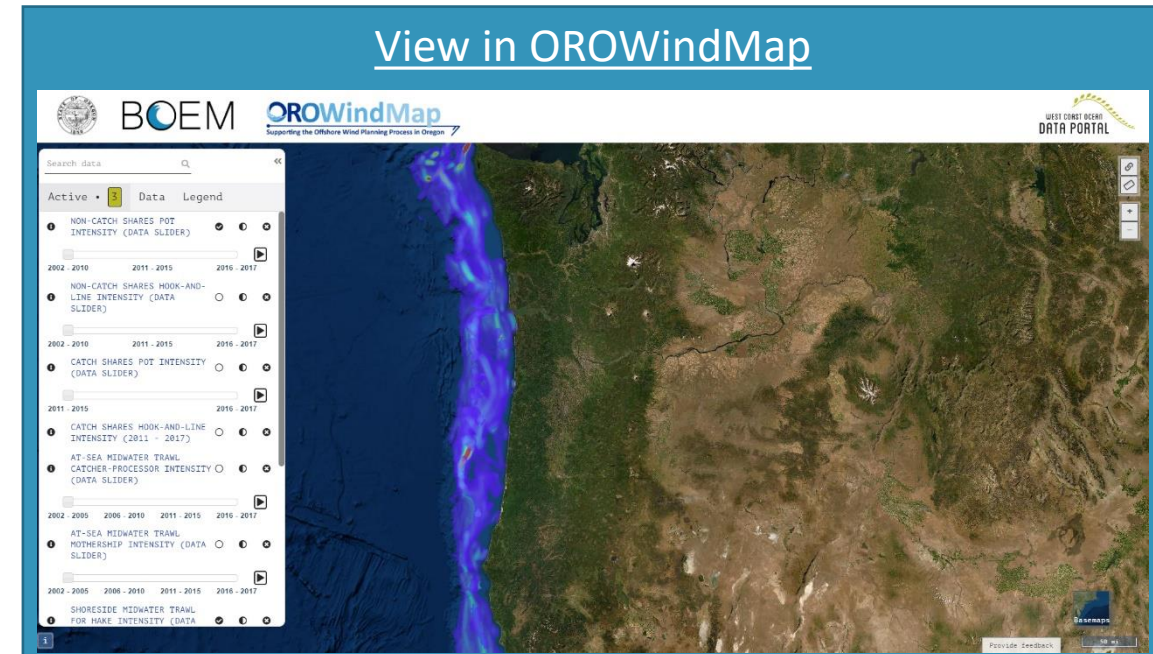 View in OROWindMap
BOEM
OROWindMap
Supporting the Offshore Wind Planning Process in Oregon
WEST COAST OCEAN
DATA PORTAL
Search data
Active • 3 Data Legend
NON-CATCH SHARES POT
INTENSITY (DATA SLIDER)
2002 - 2010 2011 - 2015 2016 - 2017
NON-CATCH SHARES HOOK-AND-
LINE INTENSITY (DATA
SLIDER)
2002 - 2010 2011 - 2015 2016 - 2017
CATCH SHARES POT INTENSITY
(DATA SLIDER)
2011 - 2015 2016 - 2017
CATCH SHARES HOOK-AND-LINE
INTENSITY (2011 - 2017)
AT-SEA MIDWATER TRAWL
CATCHER-PROCESSOR INTENSITY
(DATA SLIDER)
2002 - 2005 2006 - 2010 2011 - 2015 2016 - 2017
AT-SEA MIDWATER TRAWL
MOTHERSHIP INTENSITY (DATA
SLIDER)
2002 - 2005 2006 - 2010 2011 - 2015 2016 - 2017
SHORESIDE MIDWATER TRAWL
FOR HAKE INTENSITY (DATA
Basemaps
Provide feedback
50 mi